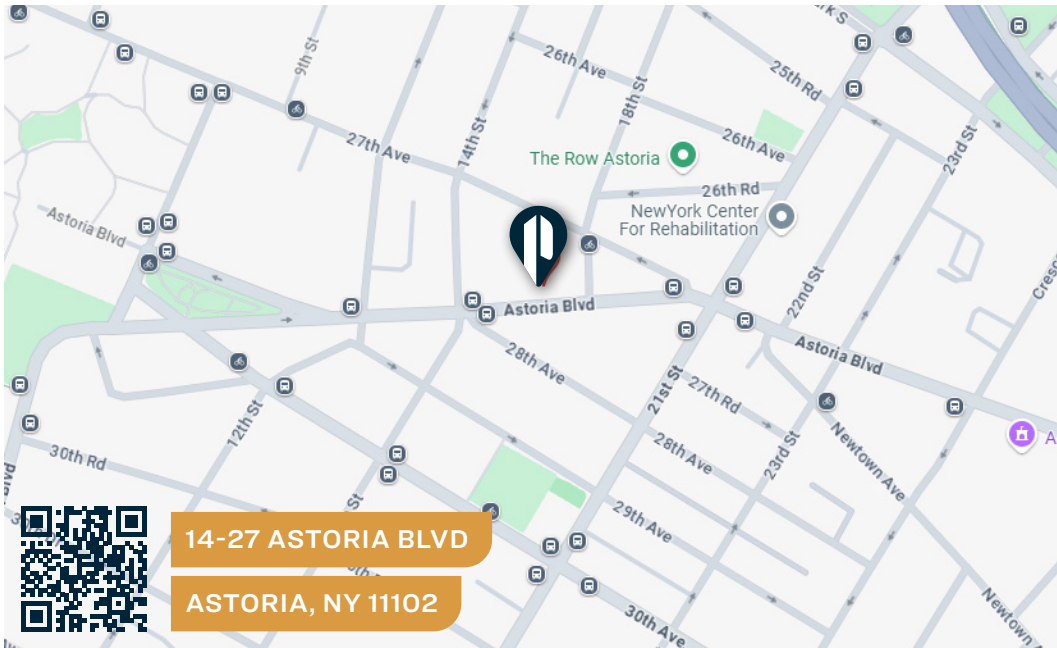 9th St
26th Ave
25th Rd
18th St
14th St
27th Ave
26th Ave
23rd St
The Row Astoria
26th Rd
NewYork Center
For Rehabilitation
Astoria Blvd
22nd St
Astoria Blvd
Astoria Blvd
28th Ave
21st St
27th Rd
12th St
28th Ave
23rd St
Newtown Ave
30th Rd
29th Ave
14-27 ASTORIA BLVD
ASTORIA, NY 11102
30th Ave
Newtown